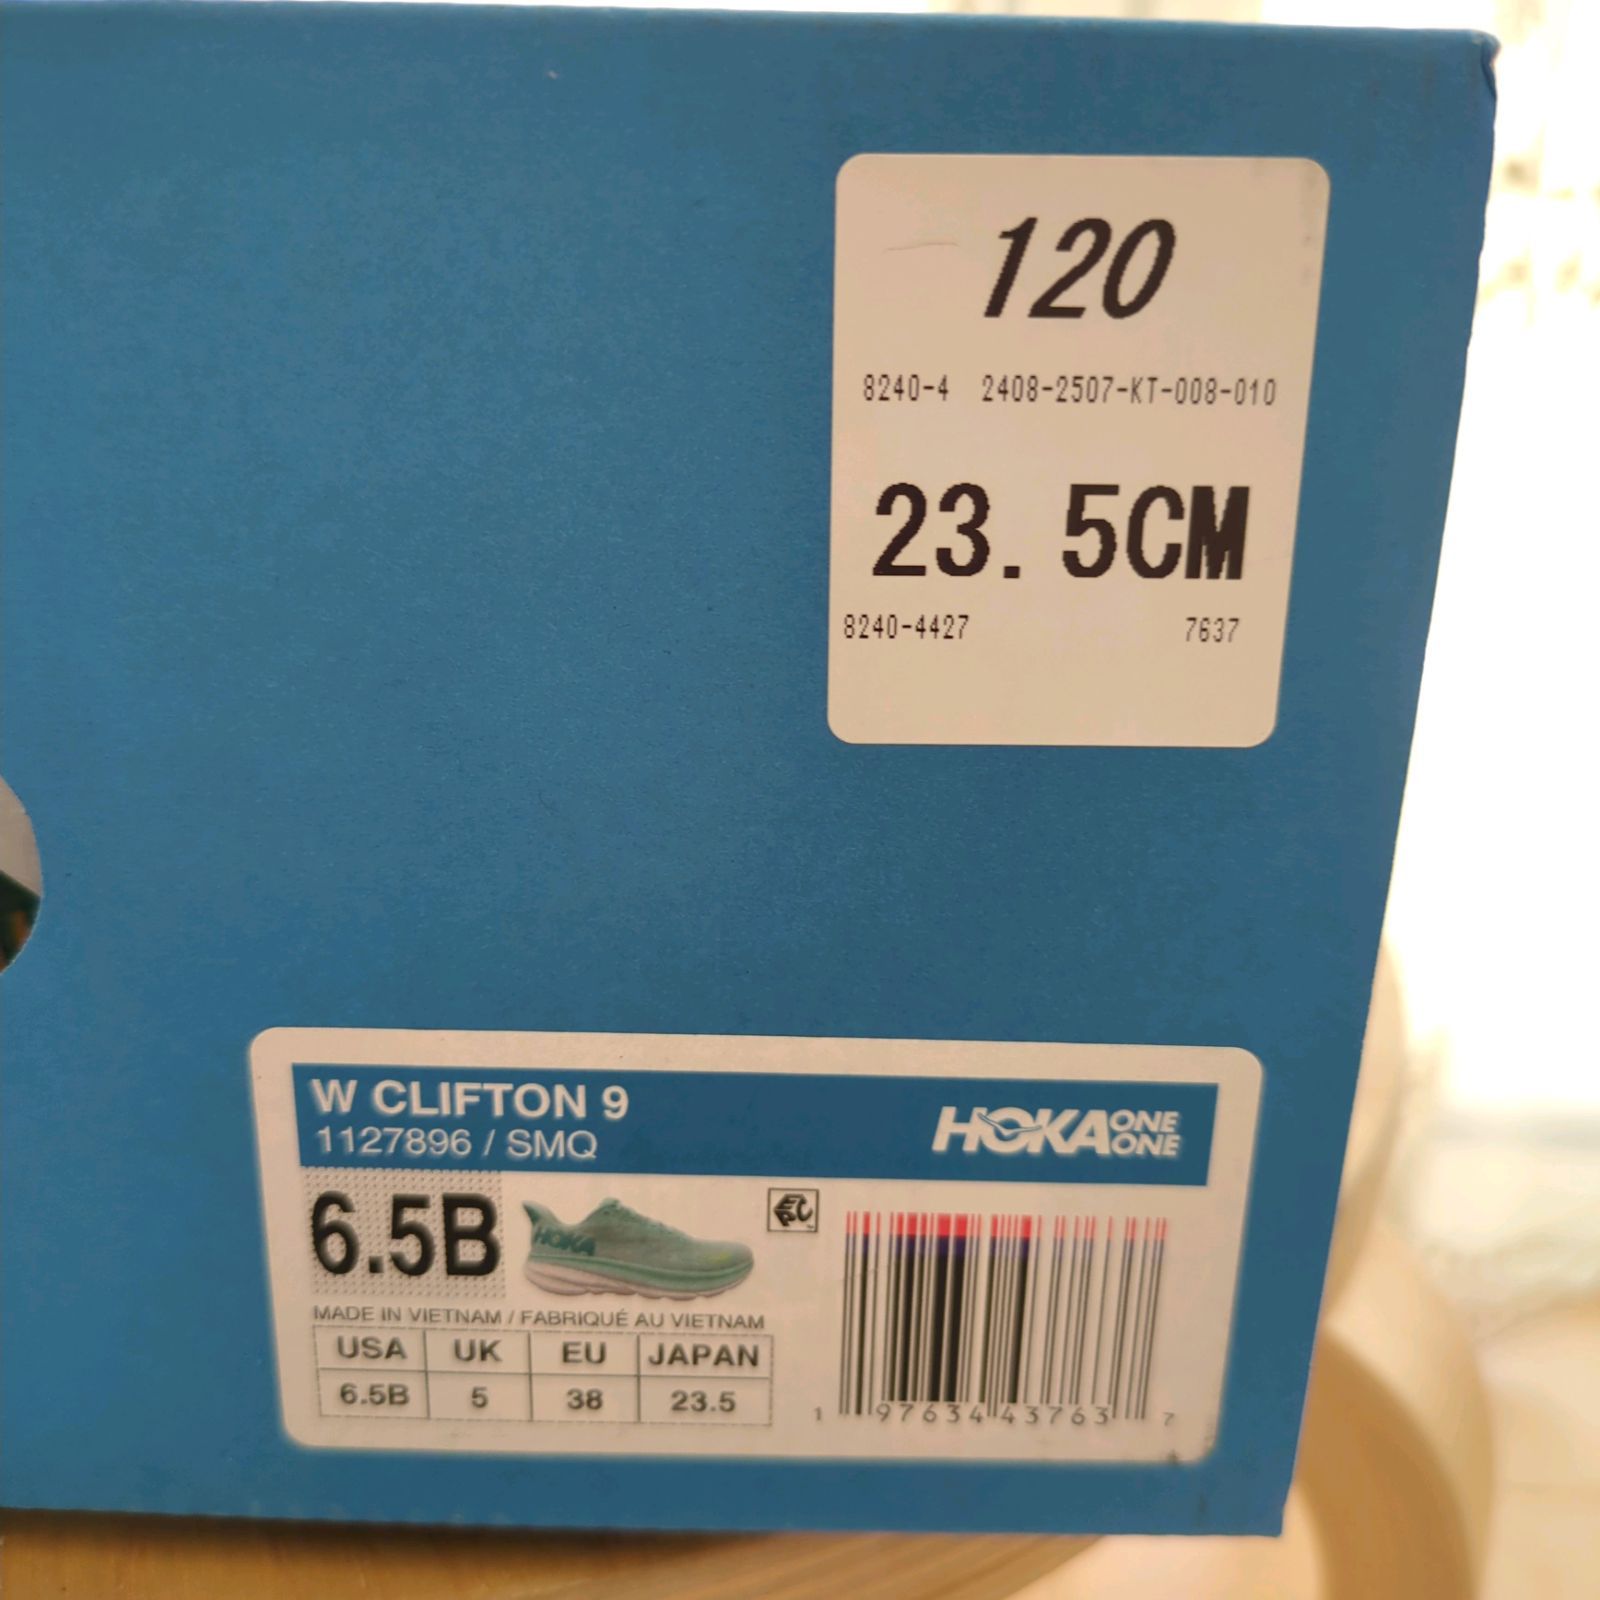 120
8240-4 2408-2507-KT-008-010
23.5CM
8240-4427 7637
W CLIFTON 9
1127896 / SMQ
HOKA ONE ONE
6.5B
HOKA
MADE IN VIETNAM / FABRIQUÉ AU VIETNAM
USA UK EU JAPAN
6.5B 5 38 23.5
1 97634 43763 7